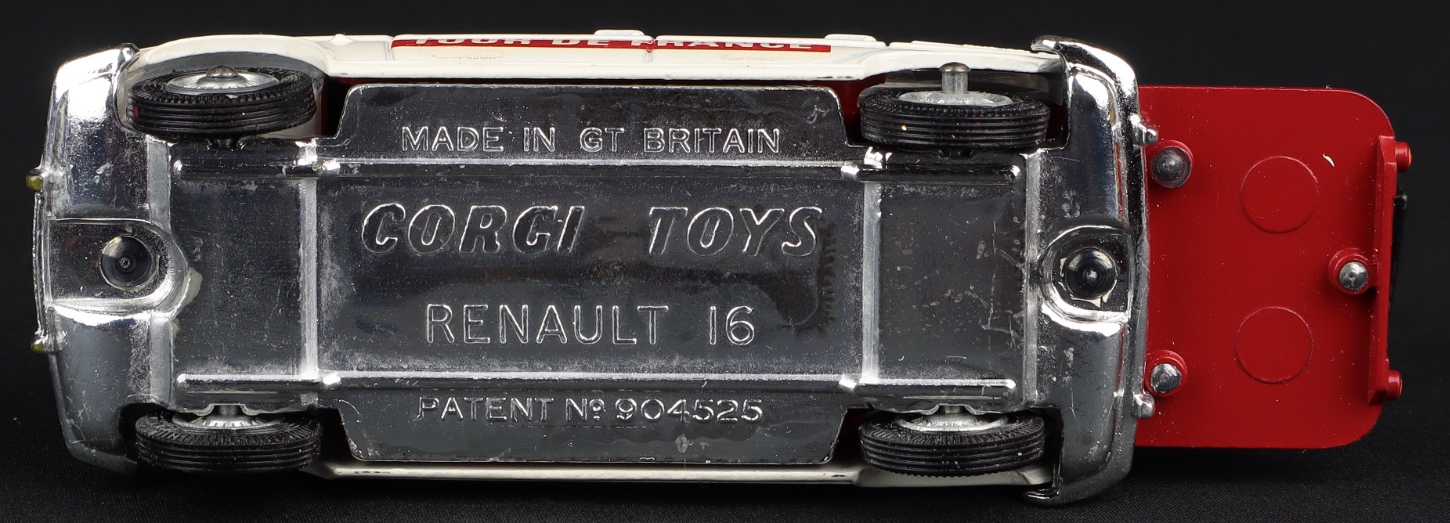 TOUR DE FRANCE
MADE IN GT BRITAIN
CORGI TOYS
RENAULT 16
PATENT Nº 904525